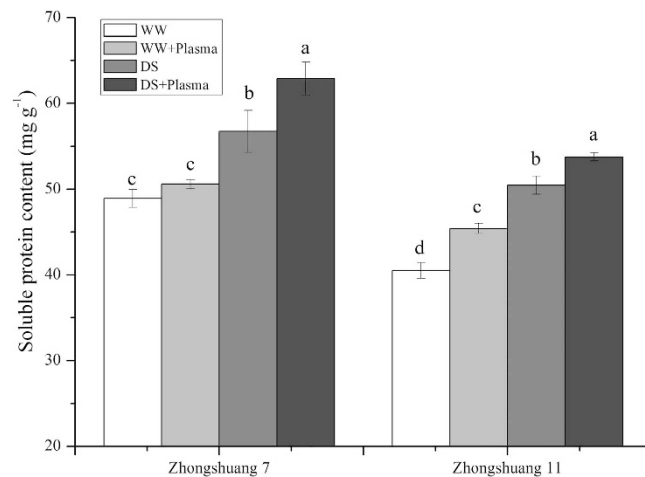 70
60
50
40
30
20
Soluble protein content (mg g⁻¹)
WW
WW+Plasma
DS
DS+Plasma
c
c
b
a
d
c
b
a
Zhongshuang 7
Zhongshuang 11